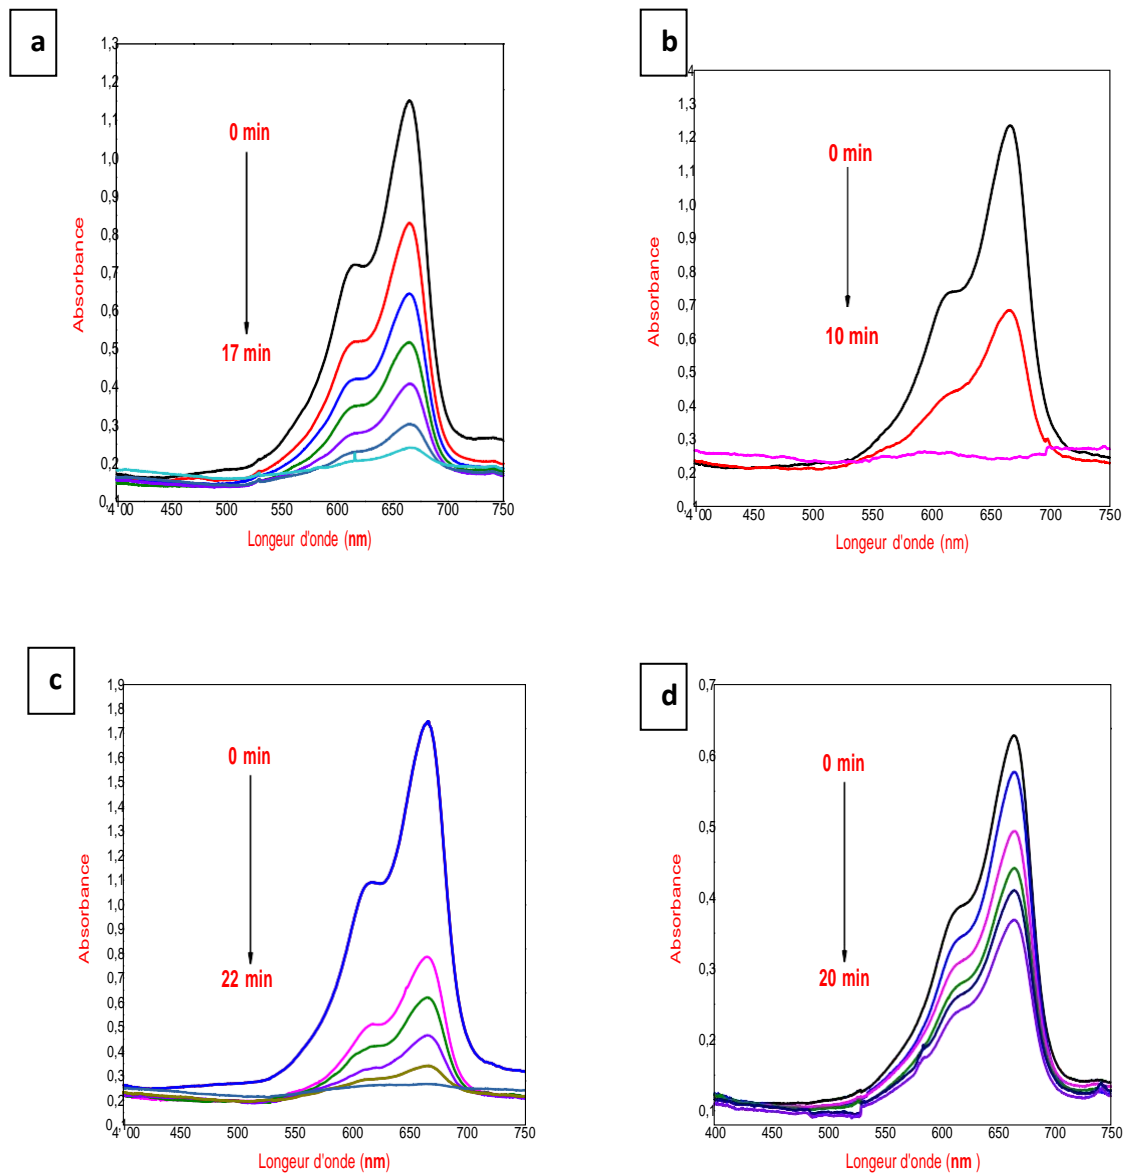 a
1,3
1,2
1,1
1,0
0,9
0,8
0,7
0,6
0,5
0,4
0,3
0,2
0,1
400 450 500 550 600 650 700 750
Absorbance
Longeur d'onde (nm)
0 min
17 min
b
1,4
1,3
1,2
1,1
1,0
0,9
0,8
0,7
0,6
0,5
0,4
0,3
0,2
0,1
400 450 500 550 600 650 700 750
Absorbance
Longeur d'onde (nm)
0 min
10 min
c
1,9
1,8
1,7
1,6
1,5
1,4
1,3
1,2
1,1
1,0
0,9
0,8
0,7
0,6
0,5
0,4
0,3
0,2
0,1
400 450 500 550 600 650 700 750
Absorbance
Longeur d'onde (nm)
0 min
22 min
d
0,7
0,6
0,5
0,4
0,3
0,2
0,1
400 450 500 550 600 650 700 750
Absorbance
Longeur d'onde (nm )
0 min
20 min